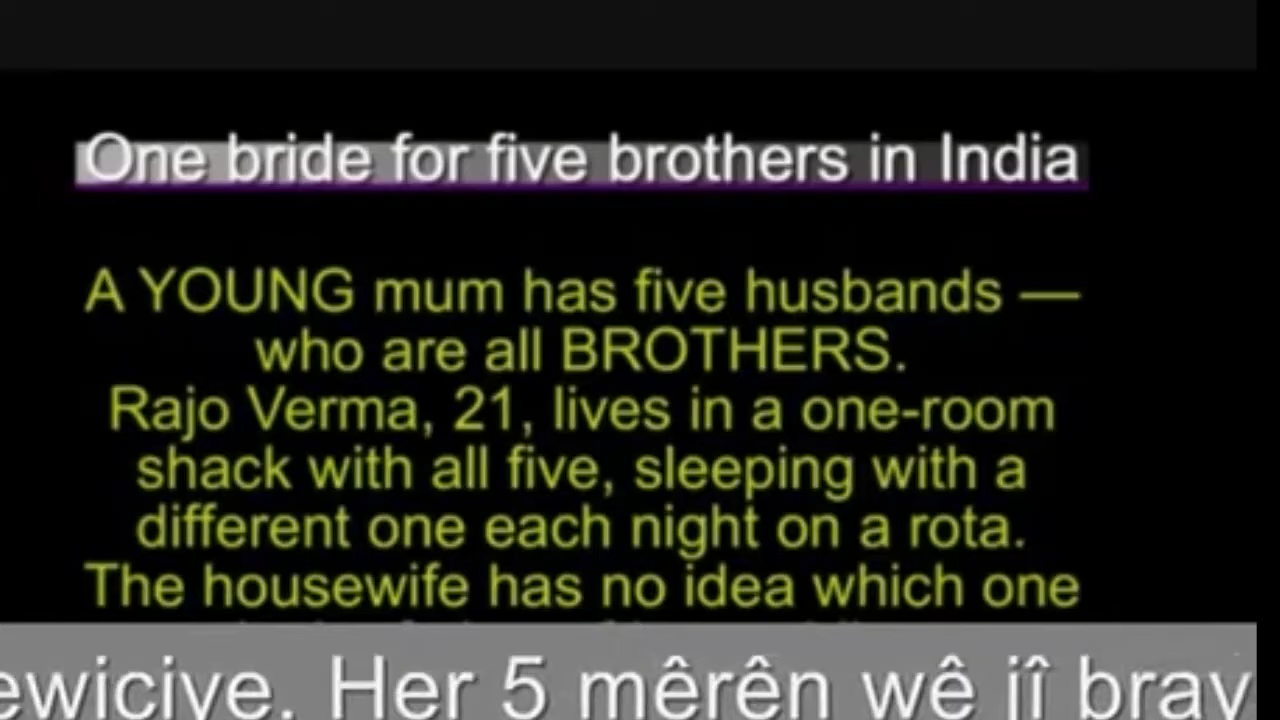 One bride for five brothers in India
A YOUNG mum has five husbands —
who are all BROTHERS.
Rajo Verma, 21, lives in a one-room
shack with all five, sleeping with a
different one each night on a rota.
The housewife has no idea which one
Her 5 mêrên wê jî